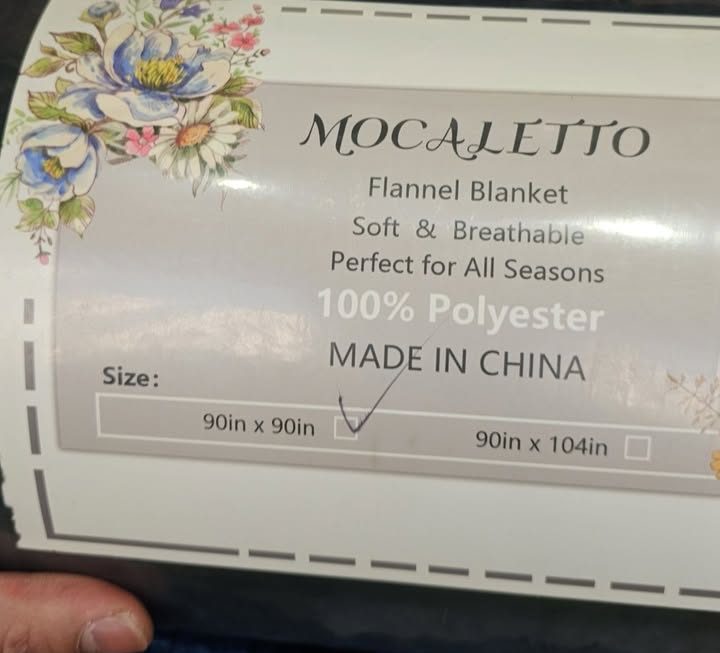 MOCALETTO
Flannel Blanket
Soft & Breathable
Perfect for All Seasons
100% Polyester
MADE IN CHINA
Size:
90in x 90in
90in x 104in